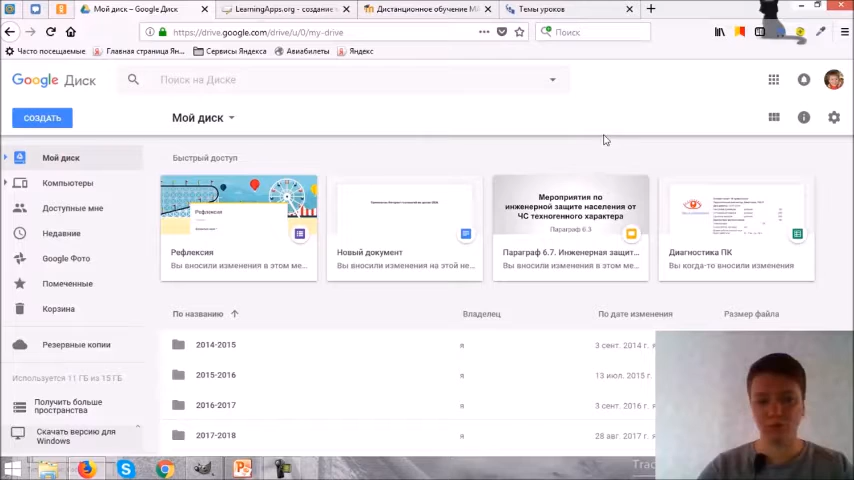 Мой диск – Google Диск
LearningApps.org - создание
Дистанционное обучение МА
Темы уроков
https://drive.google.com/drive/u/0/my-drive
Поиск
Часто посещаемые
Главная страница
Сервисы Яндекса
Авиабилеты
Яндекс
Google Диск
Поиск на Диске
СОЗДАТЬ
Мой диск
Мой диск
Быстрый доступ
Компьютеры
Доступные мне
Недавние
Google Фото
Помеченные
Корзина
Резервные копии
Используется 11 ГБ из 15 ГБ
Получить больше
пространства
Скачать версию для
Windows
Рефлексия
Рефлексия
Вы вносили изменения в этом ме...
Новый документ
Вы вносили изменения на этой не...
Мероприятия по
инженерной защите населения от
ЧС техногенного характера
Параграф 6.3
Параграф 6.7. Инженерная защит...
Вы вносили изменения в этом ме...
Диагностика ПК
Вы когда-то вносили изменения
По названию
Владелец
По дате изменения
Размер файла
2014-2015 я 3 сент. 2014 г. я
2015-2016 я 13 июл. 2015 г. я
2016-2017 я 3 сент. 2016 г. я
2017-2018 я 28 авг. 2017 г. я